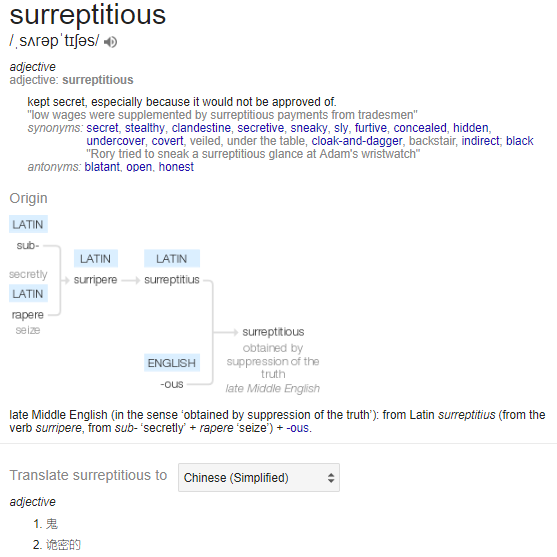 surreptitious
/ˌsʌrəpˈtɪʃəs/
adjective
adjective: surreptitious
kept secret, especially because it would not be approved of.
"low wages were supplemented by surreptitious payments from tradesmen"
synonyms: secret, stealthy, clandestine, secretive, sneaky, sly, furtive, concealed, hidden,
undercover, covert, veiled, under the table, cloak-and-dagger, backstair, indirect; black
"Rory tried to sneak a surreptitious glance at Adam's wristwatch"
antonyms: blatant, open, honest
Origin
LATIN
sub-
secretly
LATIN
rapere
seize
LATIN
surripere
LATIN
surreptitius
ENGLISH
-ous
surreptitious
obtained by
suppression of the
truth
late Middle English
late Middle English (in the sense ‘obtained by suppression of the truth’): from Latin surreptitius (from the
verb surripere, from sub- ‘secretly’ + rapere ‘seize’) + -ous.
Translate surreptitious to Chinese (Simplified)
adjective
1. 鬼
2. 诡密的